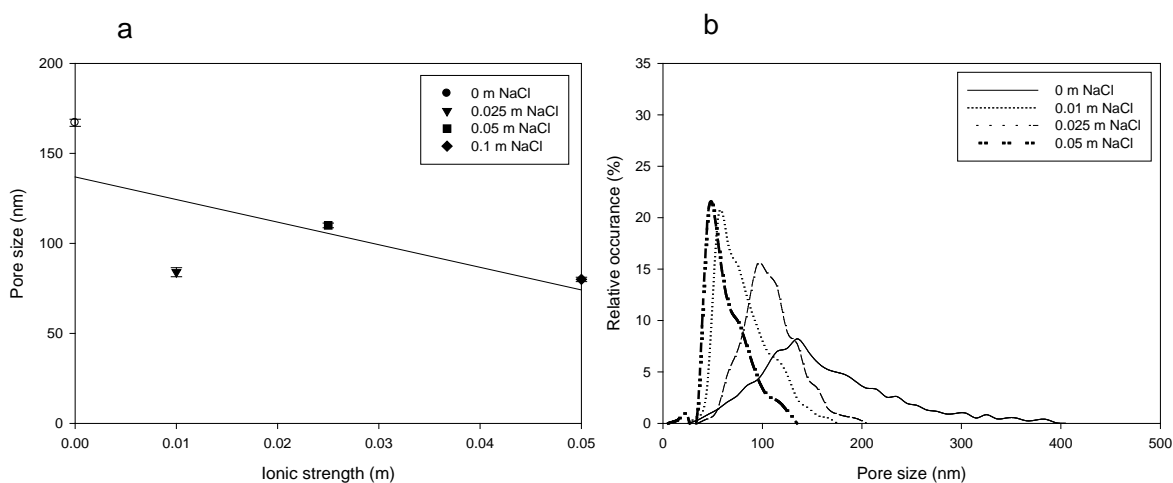 a
200
150
100
50
0
Pore size (nm)
0.00 0.01 0.02 0.03 0.04 0.05
Ionic strength (m)
0 m NaCl
0.025 m NaCl
0.05 m NaCl
0.1 m NaCl
b
35
30
25
20
15
10
5
0
Relative occurance (%)
0 100 200 300 400 500
Pore size (nm)
0 m NaCl
0.01 m NaCl
0.025 m NaCl
0.05 m NaCl